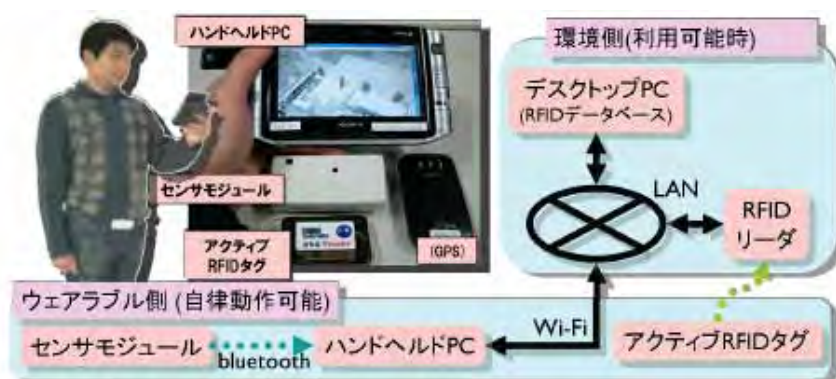 ハンドヘルドPC
センサモジュール
アクティブ
RFIDタグ
(GPS)
環境側(利用可能時)
デスクトップPC
(RFIDデータベース)
LAN
RFID
リーダ
ウェアラブル側 (自律動作可能)
センサモジュール
bluetooth
ハンドヘルドPC
Wi-Fi
アクティブRFIDタグ